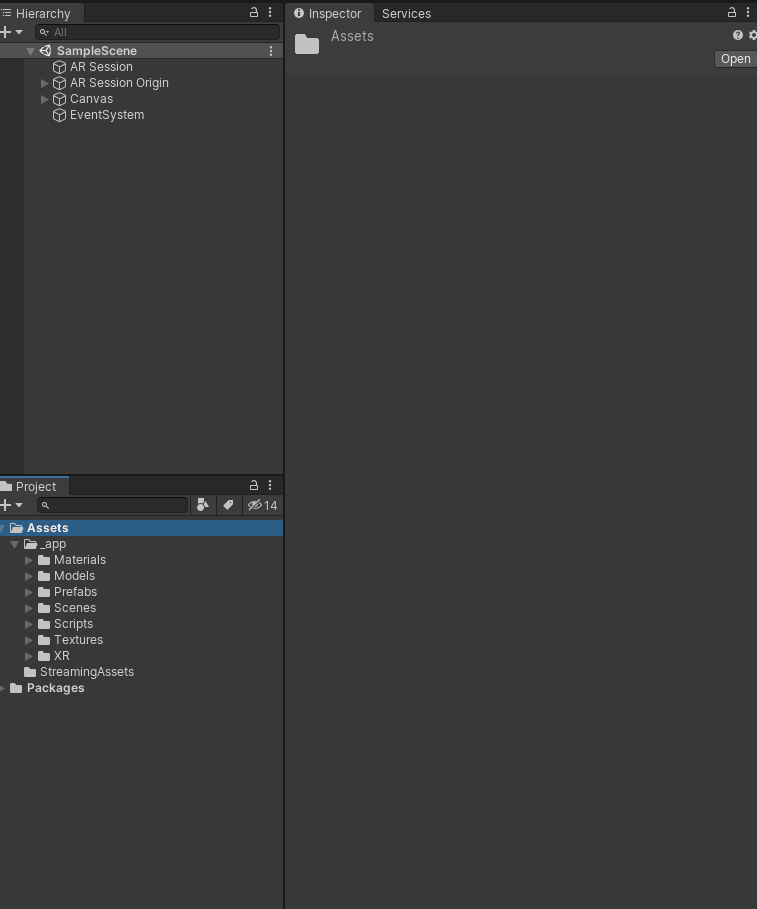 Hierarchy
All
SampleScene
AR Session
AR Session Origin
Canvas
EventSystem
Project
14
Assets
_app
Materials
Models
Prefabs
Scenes
Scripts
Textures
XR
StreamingAssets
Packages
Inspector Services
Assets
Open